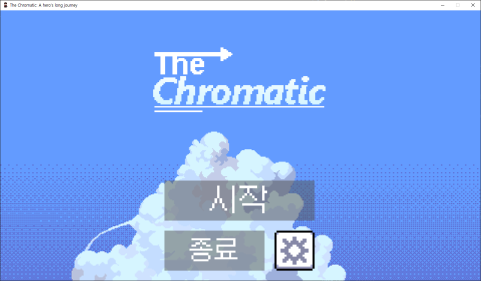 The Chromatic: A hero's long journey
The
Chromatic
시작
종료